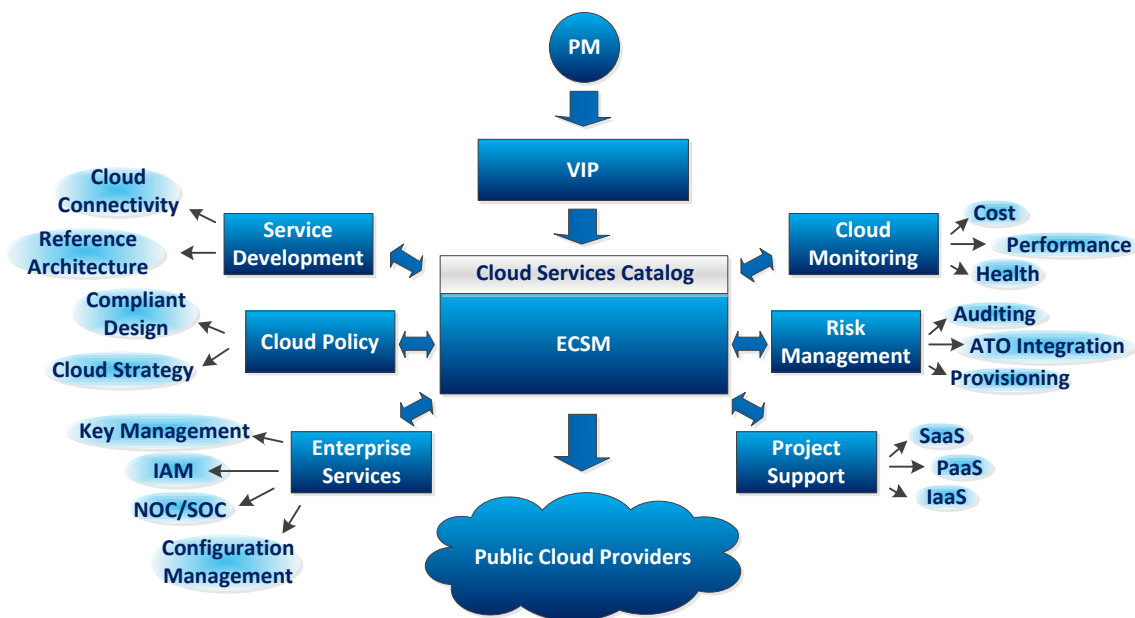 PM
VIP
Cloud
Connectivity
Reference
Architecture
Service
Development
Cloud Services Catalog
ECSM
Cloud
Monitoring
Cost
Performance
Health
Compliant
Design
Cloud Strategy
Cloud Policy
Risk
Management
Auditing
ATO Integration
Provisioning
Key Management
IAM
NOC/SOC
Configuration
Management
Enterprise
Services
Project
Support
SaaS
PaaS
IaaS
Public Cloud Providers